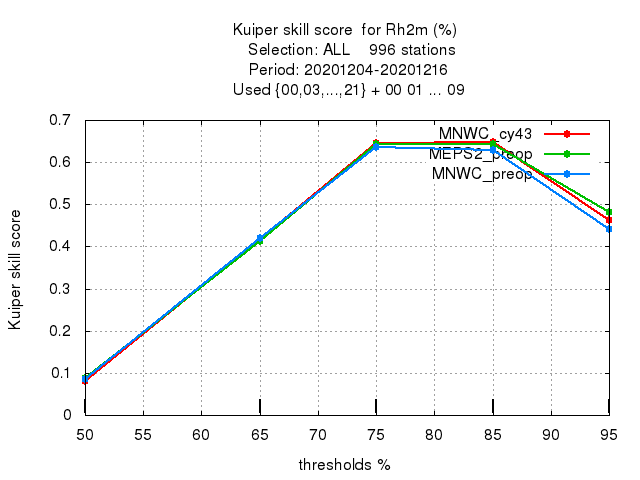 Kuiper skill score  for Rh2m (%)
Selection: ALL    996 stations
Period: 20201204-20201216
Used {00,03,...,21} + 00 01 ... 09
MNWC_cy43
MEPS2_preop
MNWC_preop
Kuiper skill score
0.7
0.6
0.5
0.4
0.3
0.2
0.1
0
50 55 60 65 70 75 80 85 90 95
thresholds %